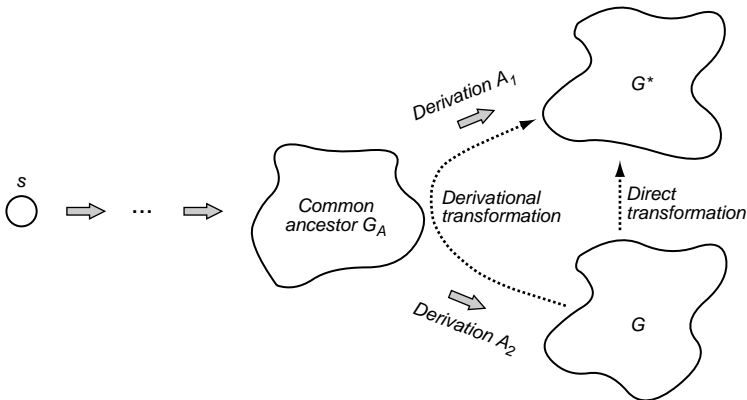 s
...
Common
ancestor G_A
Derivation A_1
Derivational
transformation
Derivation A_2
G*
Direct
transformation
G